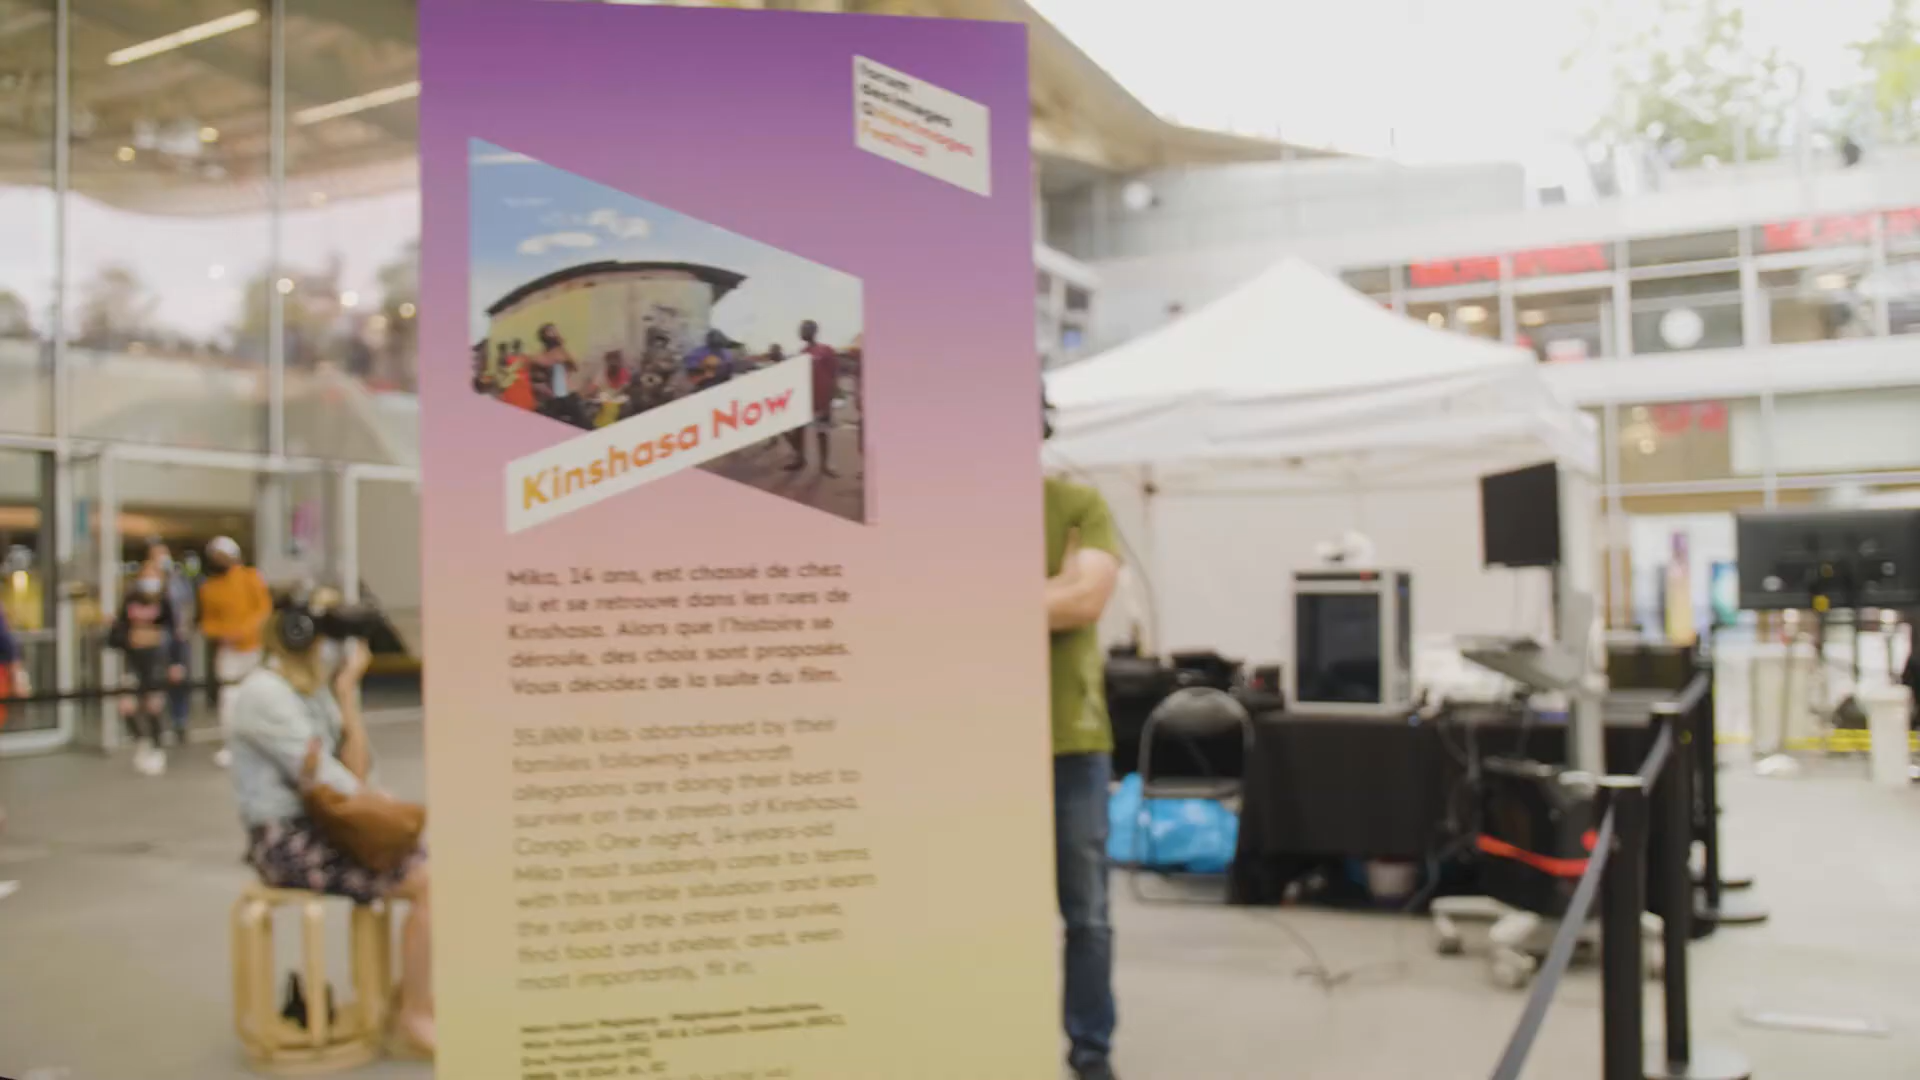 Forum
des images
NewImages
Festival
Kinshasa Now
Mika, 14 ans, est chassé de chez
lui et se retrouve dans les rues de
Kinshasa. Alors que l'histoire se
déroule, des choix sont proposés.
Vous décidez de la suite du film.
35,000 kids abandoned by their
families following witchcraft
allegations are doing their best to
survive on the streets of Kinshasa,
Congo. One night, 14-years-old
Mika must suddenly come to terms
with this terrible situation and learn
the rules of the street to survive,
find food and shelter, and, even
most importantly, fit in.